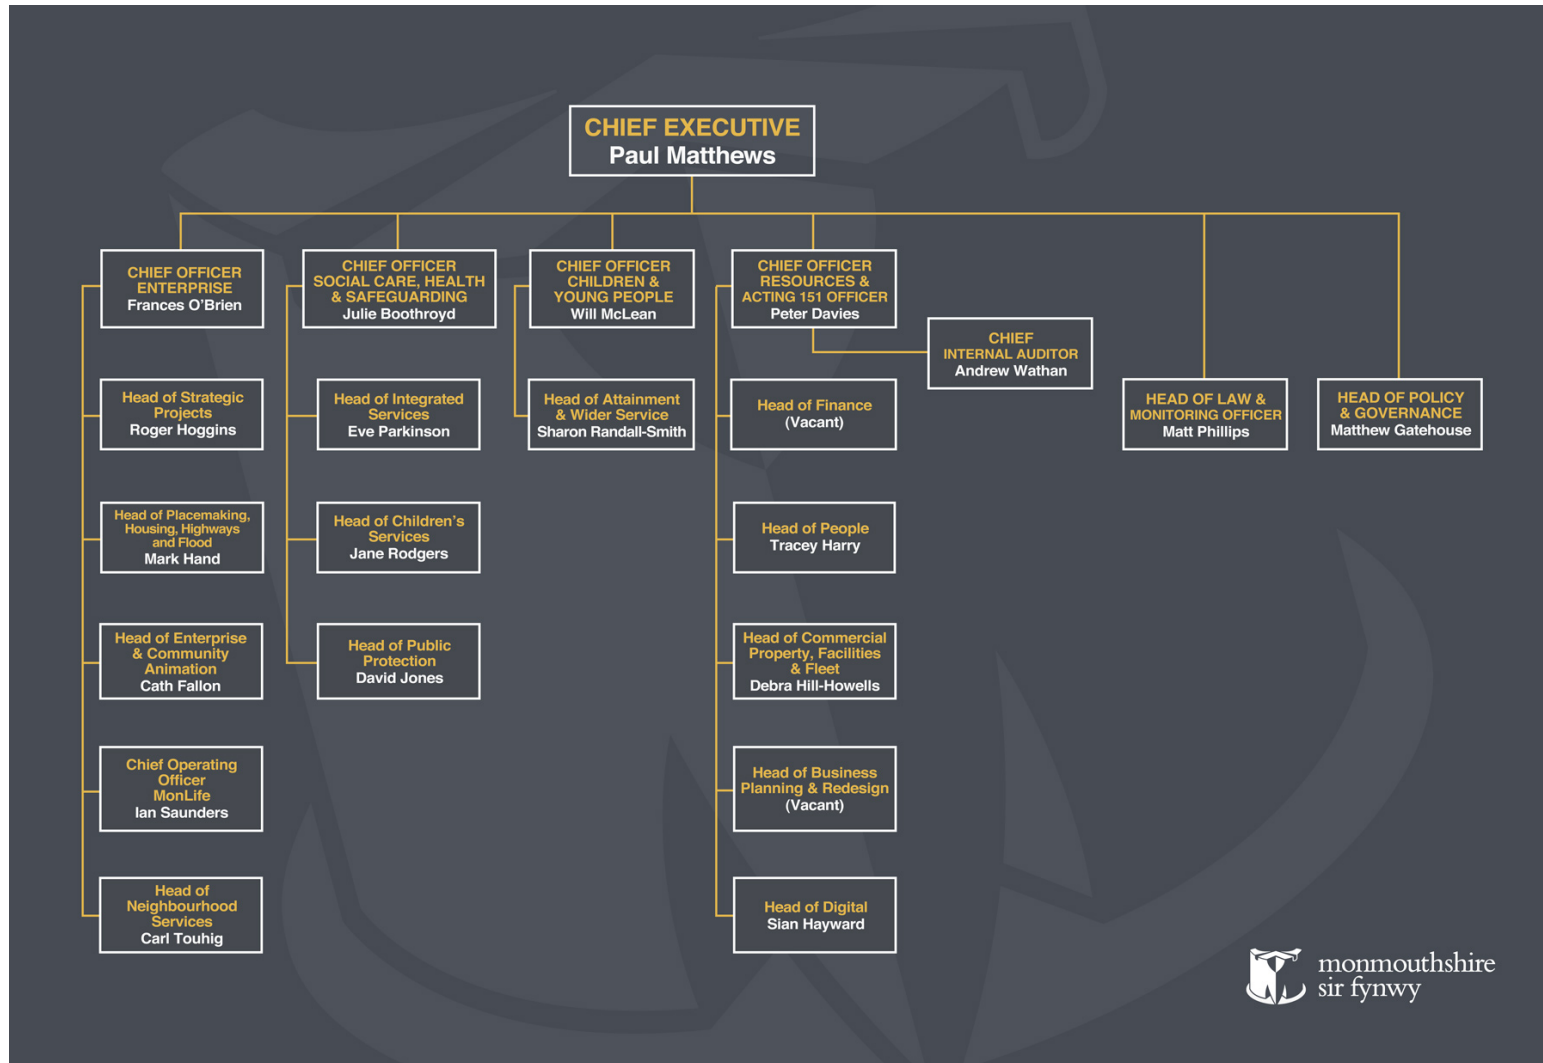 CHIEF EXECUTIVE
Paul Matthews
CHIEF OFFICER
ENTERPRISE
Frances O'Brien
CHIEF OFFICER
SOCIAL CARE, HEALTH
& SAFEGUARDING
Julie Boothroyd
CHIEF OFFICER
CHILDREN &
YOUNG PEOPLE
Will McLean
CHIEF OFFICER
RESOURCES &
ACTING 151 OFFICER
Peter Davies
CHIEF
INTERNAL AUDITOR
Andrew Wathan
HEAD OF LAW &
MONITORING OFFICER
Matt Phillips
HEAD OF POLICY
& GOVERNANCE
Matthew Gatehouse
Head of Strategic
Projects
Roger Hoggins
Head of Integrated
Services
Eve Parkinson
Head of Attainment
& Wider Service
Sharon Randall-Smith
Head of Finance
(Vacant)
Head of Placemaking,
Housing, Highways
and Flood
Mark Hand
Head of Children's
Services
Jane Rodgers
Head of People
Tracey Harry
Head of Enterprise
& Community
Animation
Cath Fallon
Head of Public
Protection
David Jones
Head of Commercial
Property, Facilities
& Fleet
Debra Hill-Howells
Chief Operating
Officer
MonLife
Ian Saunders
Head of Business
Planning & Redesign
(Vacant)
Head of
Neighbourhood
Services
Carl Touhig
Head of Digital
Sian Hayward
monmouthshire
sir fynwy